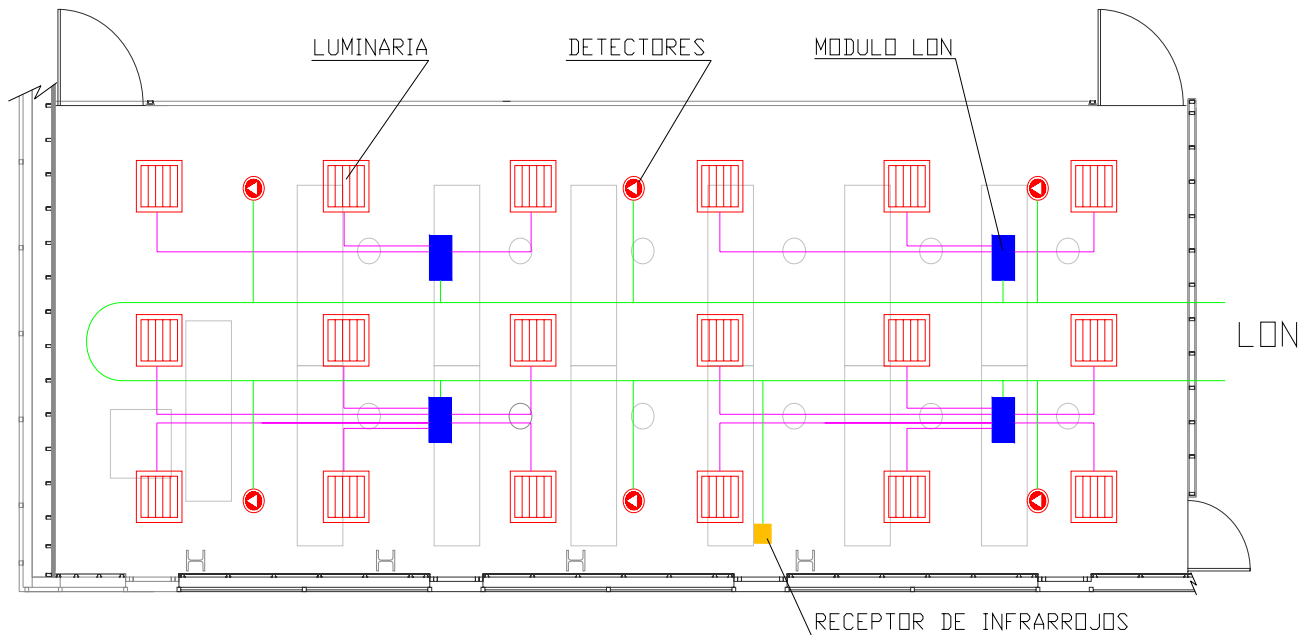 LUMINARIA
DETECTORES
MODULO LON
LON
RECEPTOR DE INFRARROJOS